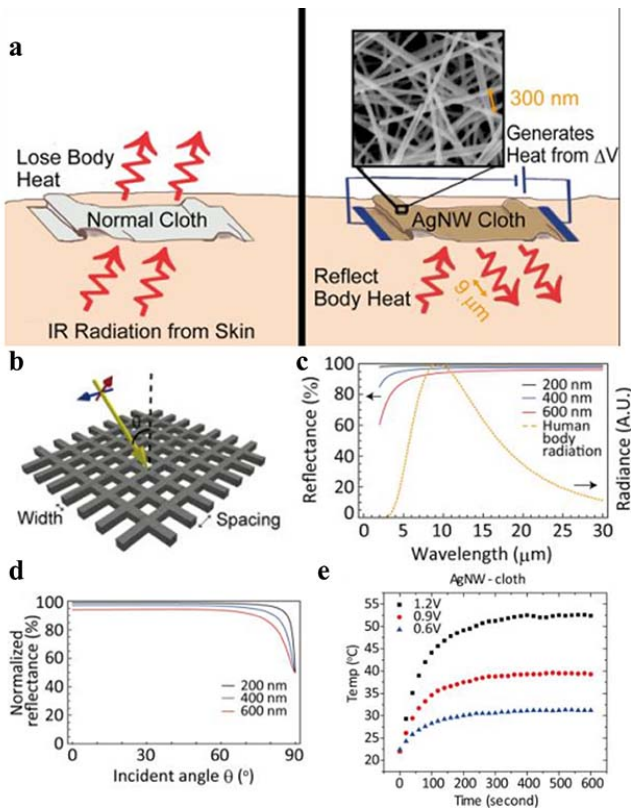 a
Lose Body
Heat
Normal Cloth
IR Radiation from Skin
300 nm
Generates
Heat from ΔV
AgNW Cloth
Reflect
Body Heat
9 μm
b
θ
Width
Spacing
c
Reflectance (%)
100
80
60
40
20
0
200 nm
400 nm
600 nm
Human
body
radiation
Radiance (A.U.)
5 10 15 20 25 30
Wavelength (μm)
d
Normalized
reflectance (%)
100
80
60
40
20
0
200 nm
400 nm
600 nm
0 30 60 90
Incident angle θ (°)
e
AgNW - cloth
Temp (°C)
55
50
45
40
35
30
25
20
1.2V
0.9V
0.6V
0 100 200 300 400 500 600
Time (second)